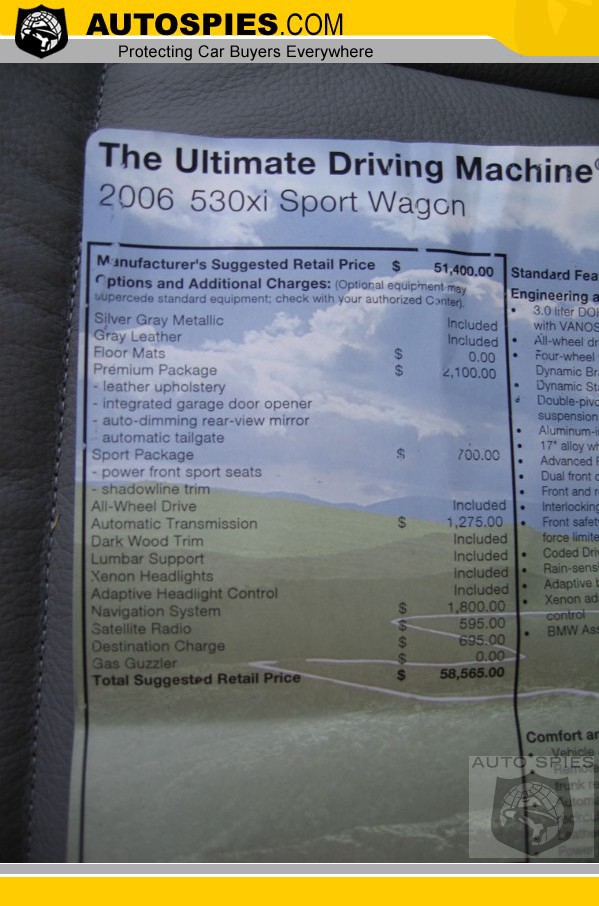 AUTOSPIES.COM
Protecting Car Buyers Everywhere
The Ultimate Driving Machine®
2006 530xi Sport Wagon
Manufacturer's Suggested Retail Price $ 51,400.00
Options and Additional Charges: (Optional equipment may
supercede standard equipment; check with your authorized Center).
Silver Gray Metallic Included
Gray Leather Included
Floor Mats $ 0.00
Premium Package $ 2,100.00
- leather upholstery
- integrated garage door opener
- auto-dimming rear-view mirror
automatic tailgate
Sport Package $ 700.00
- power front sport seats
- shadowline trim
All-Wheel Drive Included
Automatic Transmission $ 1,275.00
Dark Wood Trim Included
Lumbar Support Included
Xenon Headlights Included
Adaptive Headlight Control Included
Navigation System $ 1,800.00
Satellite Radio $ 595.00
Destination Charge $ 695.00
Gas Guzzler $ 0.00
Total Suggested Retail Price $ 58,565.00
Standard Fea
Engineering a
• 3.0 liter DO
with VANOS
• All-wheel dr
• Four-wheel
Dynamic Br
• Dynamic Sta
• Double-pivo
suspension
• Aluminum-i
• 17" alloy wh
• Advanced
• Dual front
• Front and r
• Interlocking
• Front safet
force limite
• Coded Dri
• Rain-sens
• Adaptive b
• Xenon ad
control
• BMW Ass
Comfort ar
• Vehicle
AUTO SPIES